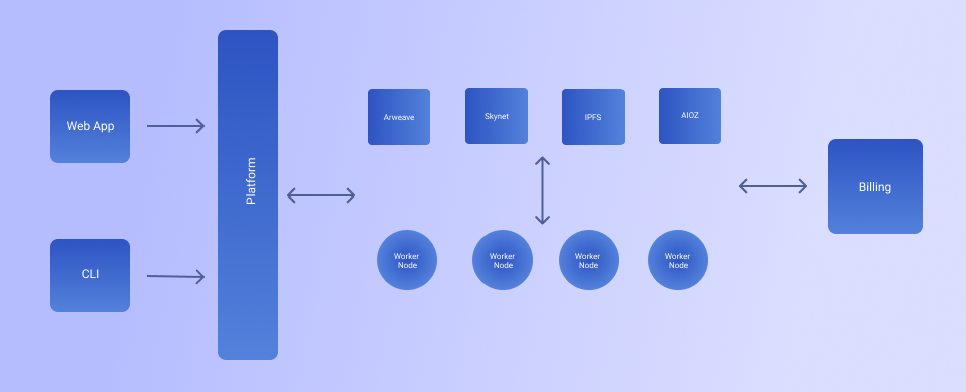 Web App
CLI
Platform
Arweave
Skynet
IPFS
AIOZ
Worker
Node
Worker
Node
Worker
Node
Worker
Node
Billing